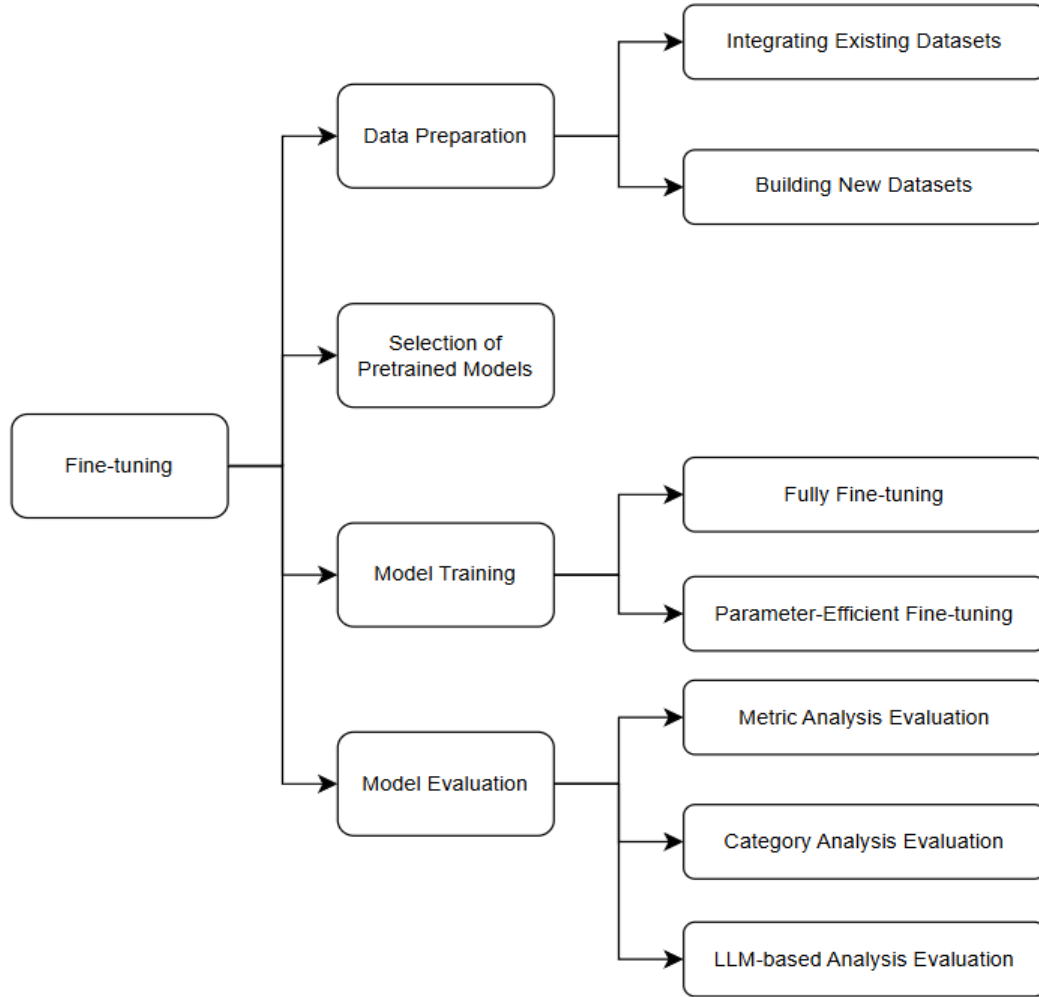 Integrating Existing Datasets
Data Preparation
Building New Datasets
Selection of
Pretrained Models
Fine-tuning
Fully Fine-tuning
Model Training
Parameter-Efficient Fine-tuning
Metric Analysis Evaluation
Model Evaluation
Category Analysis Evaluation
LLM-based Analysis Evaluation